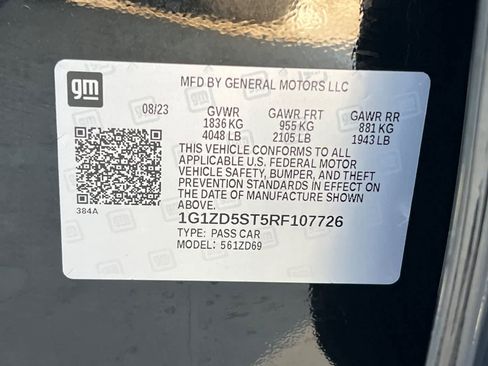 gm
MFD BY GENERAL MOTORS LLC
08/23 GVWR GAWR FRT GAWR RR
1836 KG 955 KG 881 KG
4048 LB 2105 LB 1943 LB
THIS VEHICLE CONFORMS TO ALL
APPLICABLE U.S. FEDERAL MOTOR
VEHICLE SAFETY, BUMPER, AND THEFT
PREVENTION STANDARDS IN EFFECT ON
THE DATE OF MANUFACTURE SHOWN
ABOVE.
384A
1G1ZD5ST5RF107726
TYPE: PASS CAR
MODEL: 561ZD69